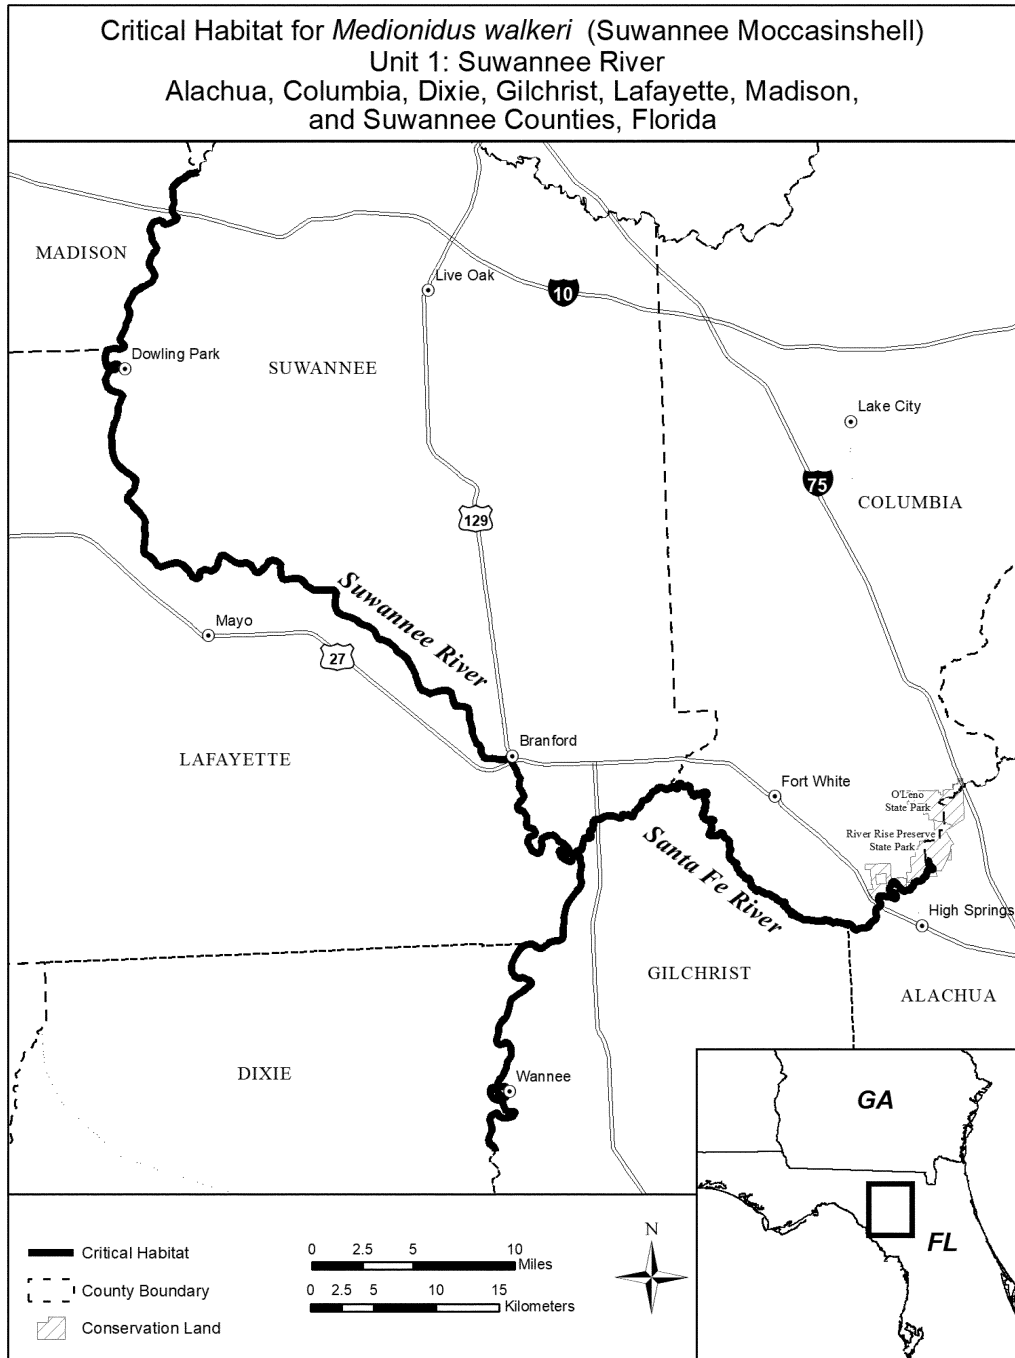 Critical Habitat for Medionidus walkeri (Suwannee Moccasinshell)
Unit 1: Suwannee River
Alachua, Columbia, Dixie, Gilchrist, Lafayette, Madison,
and Suwannee Counties, Florida
MADISON
Live Oak
10
Dowling Park
SUWANNEE
Lake City
75
COLUMBIA
129
Suwannee River
Mayo
27
Branford
LAFAYETTE
Fort White
O'Leno
State Park
River Rise Preserve
State Park
Santa Fe River
High Springs
GILCHRIST
ALACHUA
DIXIE
Wannee
GA
FL
Critical Habitat
County Boundary
Conservation Land
0 2.5 5 10
Miles
0 2.5 5 10 15
Kilometers
N